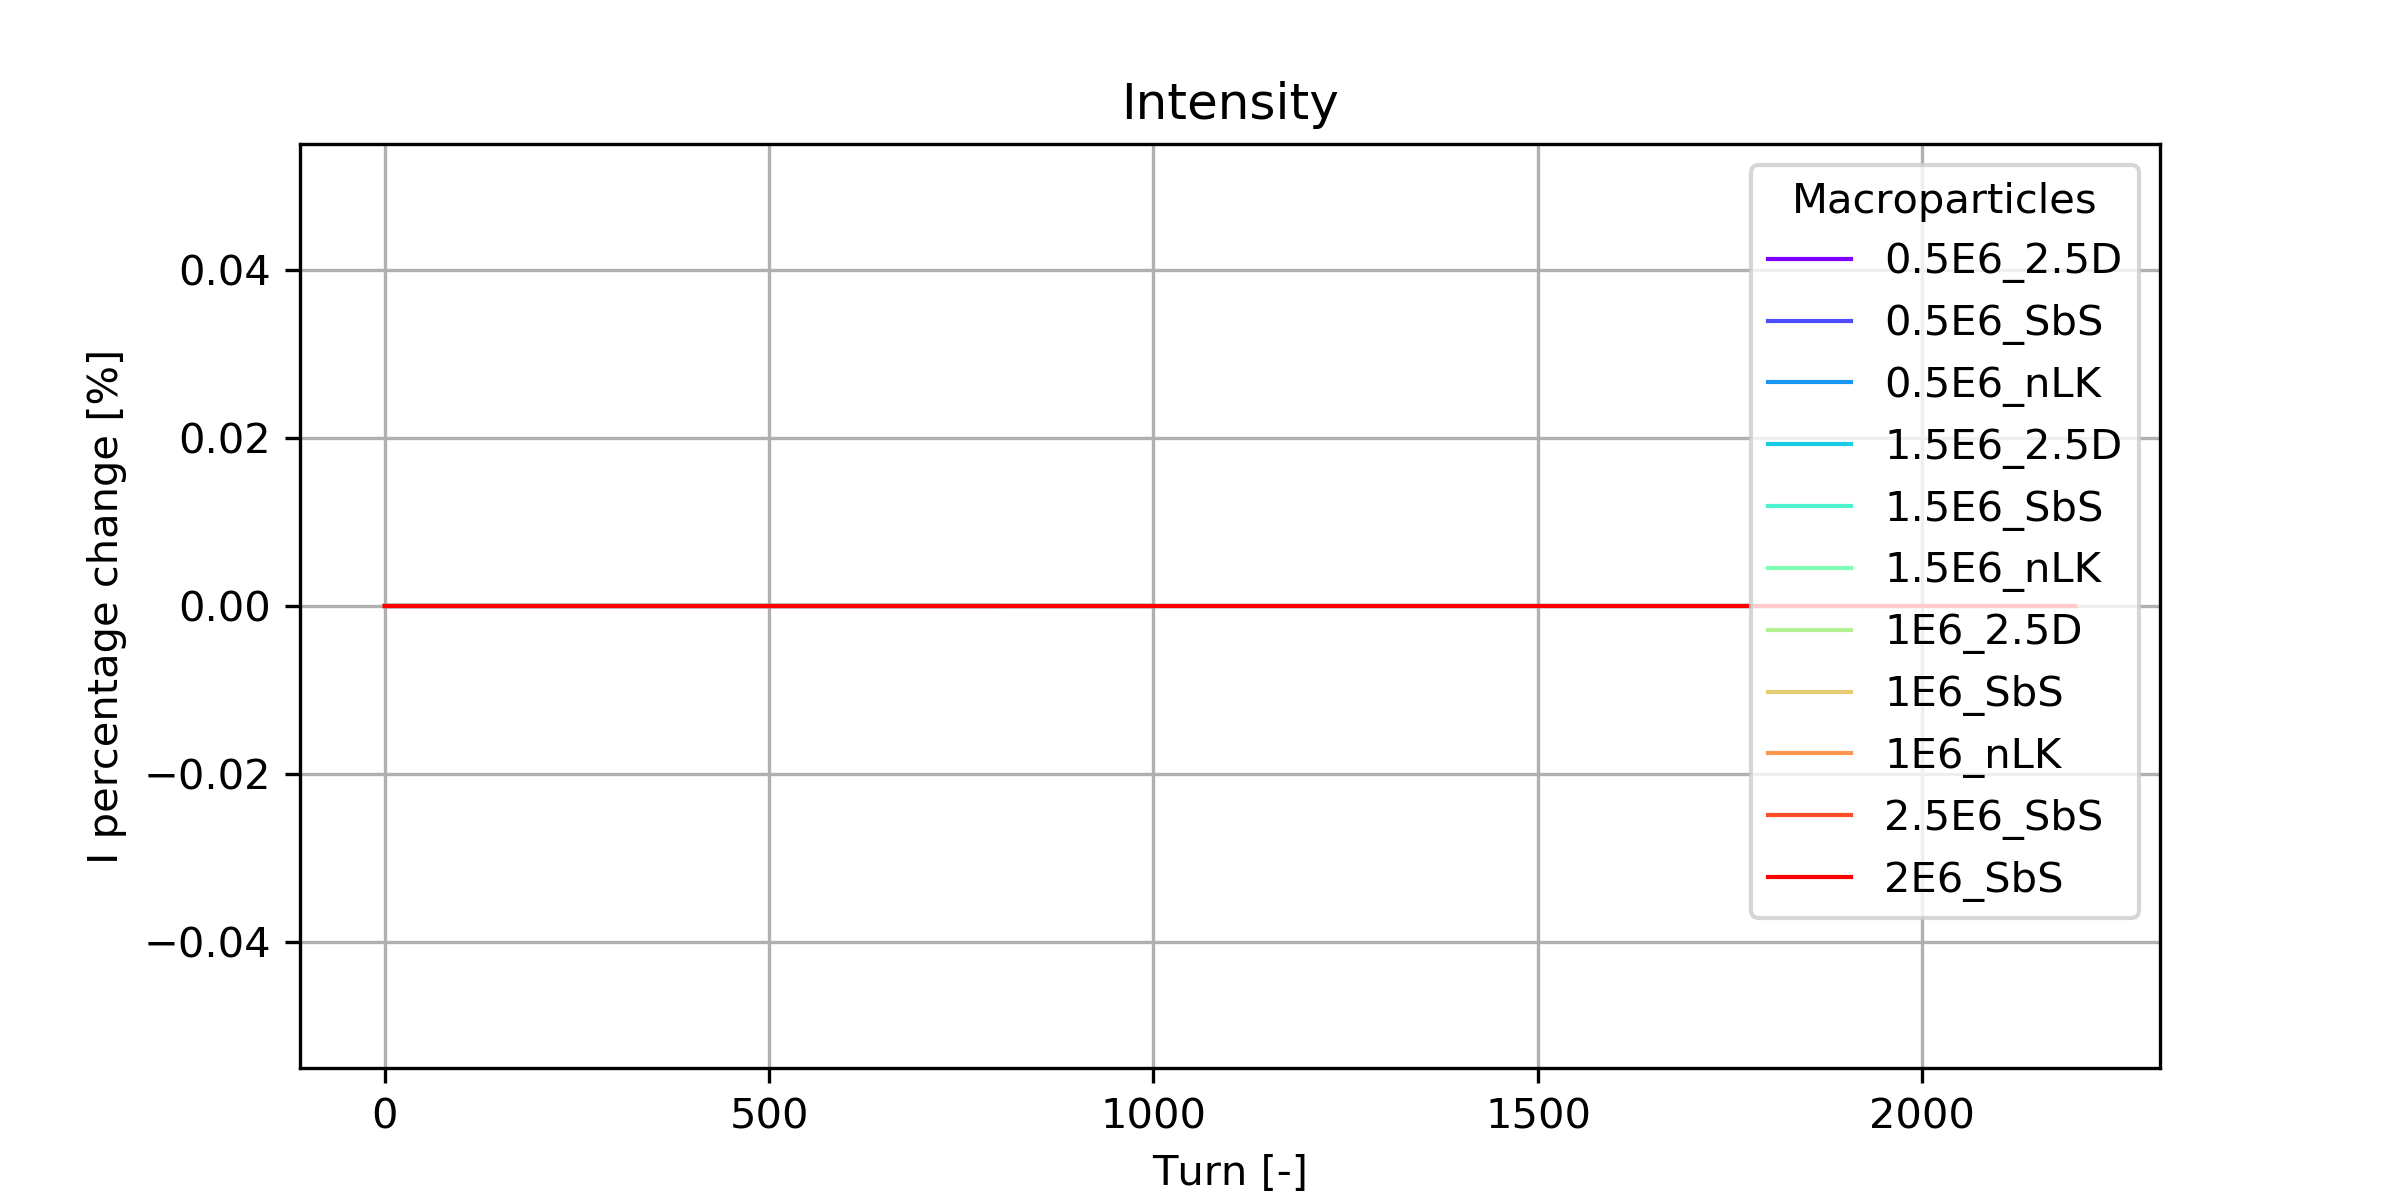 Intensity
Macroparticles
0.5E6_2.5D
0.5E6_SbS
0.5E6_nLK
1.5E6_2.5D
1.5E6_SbS
1.5E6_nLK
1E6_2.5D
1E6_SbS
1E6_nLK
2.5E6_SbS
2E6_SbS
I percentage change [%]
0.04
0.02
0.00
−0.02
−0.04
0 500 1000 1500 2000
Turn [-]